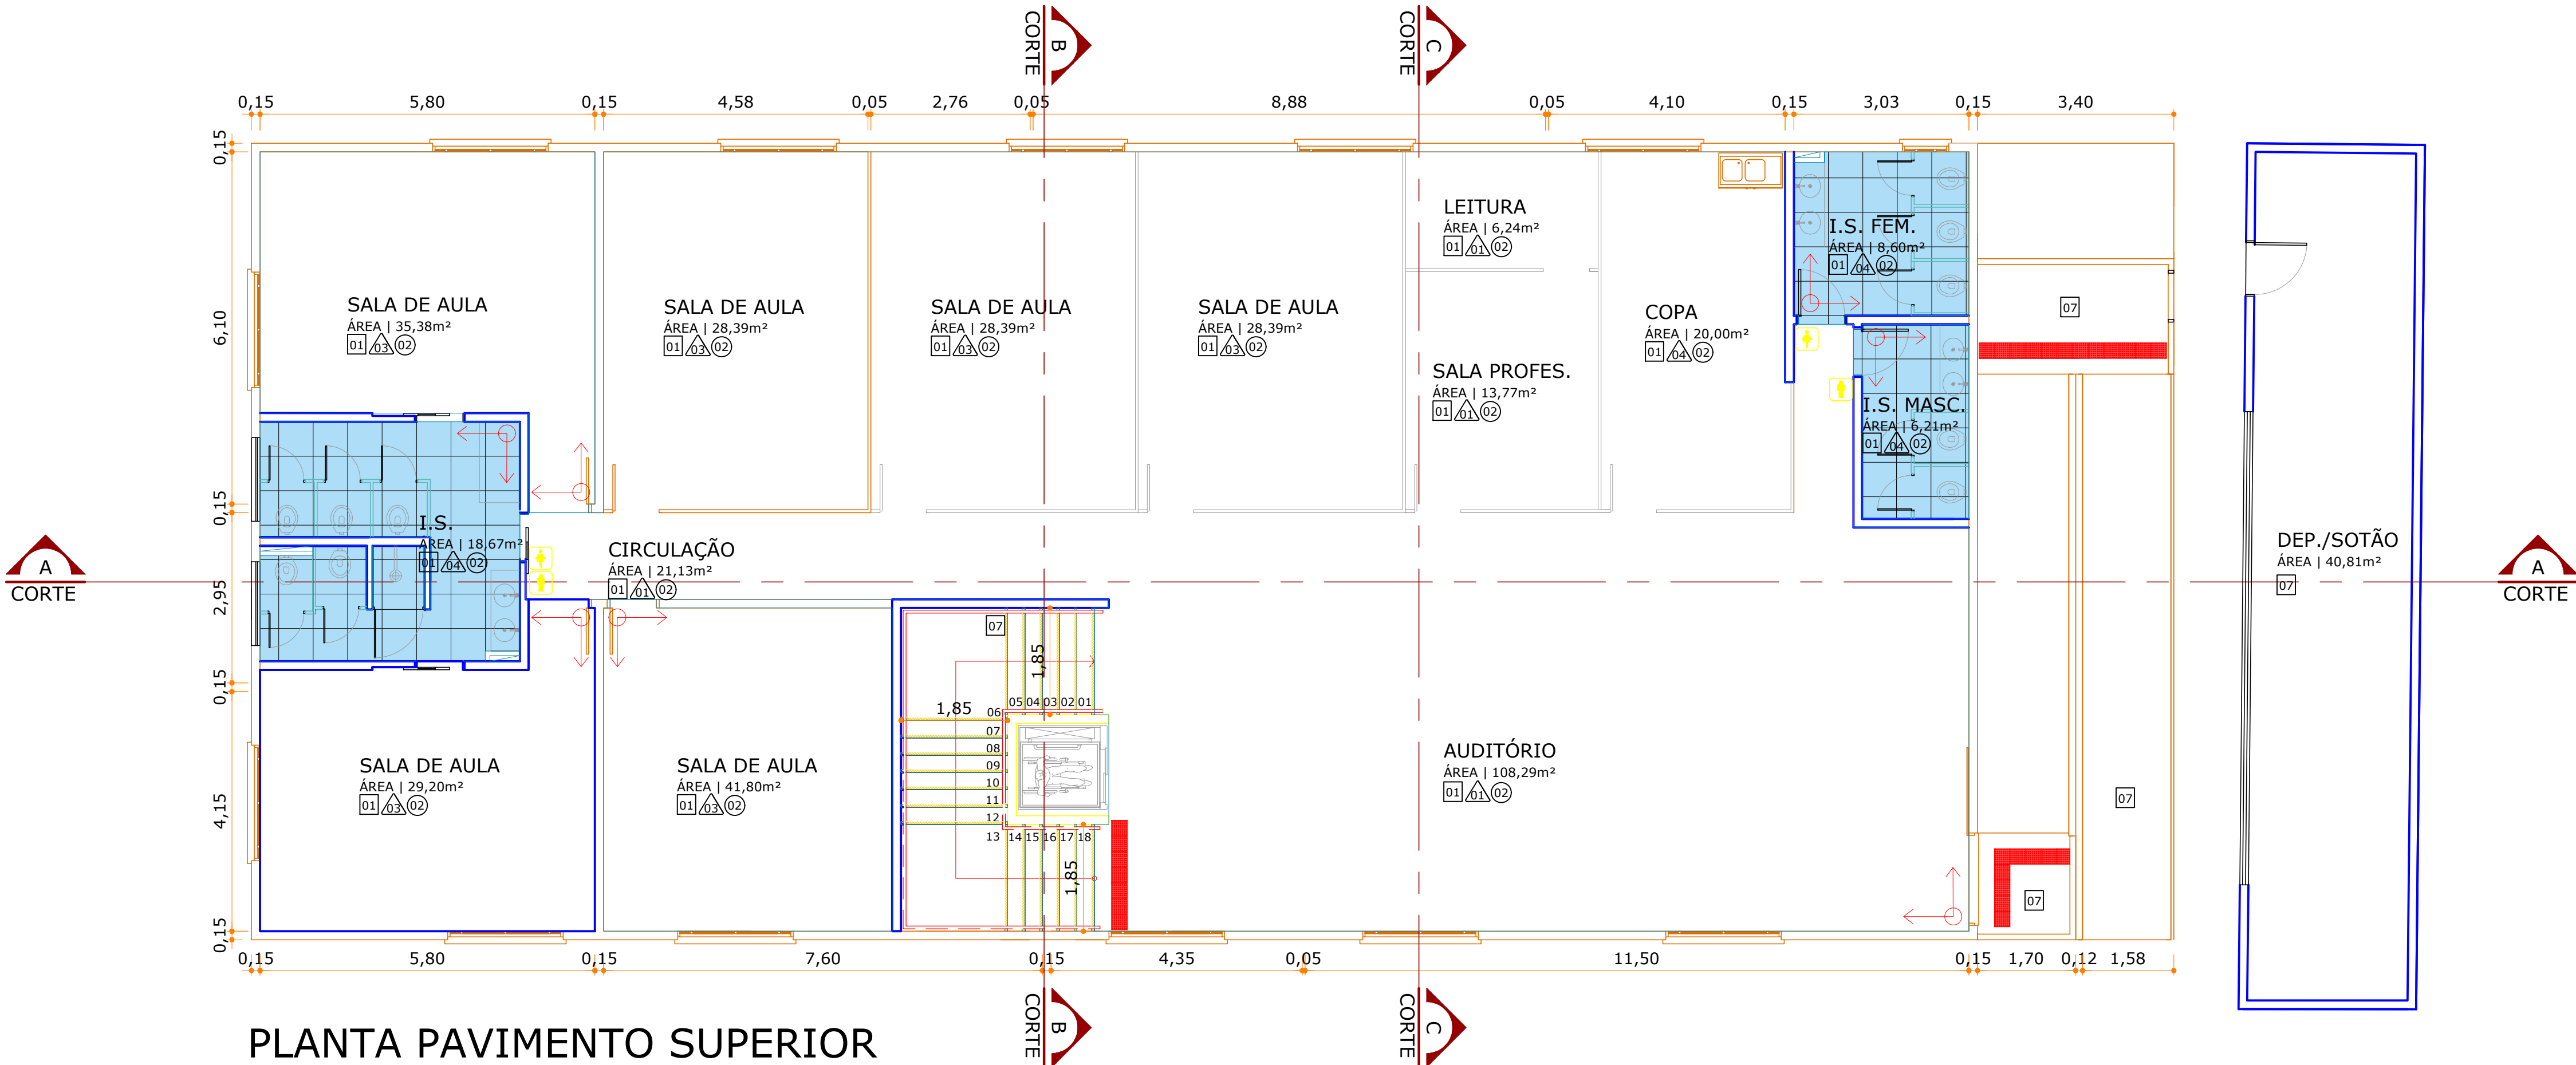 CORTE B
CORTE C
0,15 5,80 0,15 4,58 0,05 2,76 0,05 8,88 0,05 4,10 0,15 3,03 0,15 3,40
0,15
6,10
0,15
2,95
0,15
4,15
0,15
SALA DE AULA
ÁREA | 35,38m²
01 03 02
SALA DE AULA
ÁREA | 28,39m²
01 03 02
SALA DE AULA
ÁREA | 28,39m²
01 03 02
SALA DE AULA
ÁREA | 28,39m²
01 03 02
LEITURA
ÁREA | 6,24m²
01 01 02
SALA PROFES.
ÁREA | 13,77m²
01 01 02
COPA
ÁREA | 20,00m²
01 04 02
I.S. FEM.
ÁREA | 8,60m²
01 04 02
I.S. MASC.
ÁREA | 6,21m²
01 04 02
07
I.S.
ÁREA | 18,67m²
01 04 02
CIRCULAÇÃO
ÁREA | 21,13m²
01 01 02
A
CORTE
DEP./SOTÃO
ÁREA | 40,81m²
07
A
CORTE
SALA DE AULA
ÁREA | 29,20m²
01 03 02
SALA DE AULA
ÁREA | 41,80m²
01 03 02
07
1,85
05 04 03 02 01
1,85
06
07
08
09
10
11
12
13 14 15 16 17 18
1,85
AUDITÓRIO
ÁREA | 108,29m²
01 01 02
07
07
0,15 5,80 0,15 7,60 0,15 4,35 0,05 11,50 0,15 1,70 0,12 1,58
CORTE B
CORTE C
PLANTA PAVIMENTO SUPERIOR